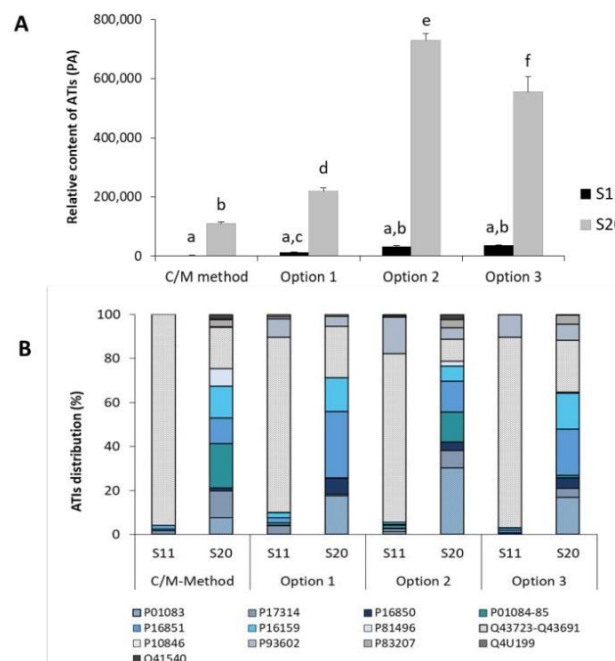 A
Relative content of ATIs (PA)
800,000
600,000
400,000
200,000
0
a
b
a,c
d
a,b
e
a,b
f
C/M method Option 1 Option 2 Option 3
S1
S20
B
ATIs distribution (%)
100
80
60
40
20
0
S11 S20 S11 S20 S11 S20 S11 S20
C/M-Method Option 1 Option 2 Option 3
P01083 P17314 P16850 P01084-85
P16851 P16159 P81496 Q43723-Q43691
P10846 P93602 P83207 Q4U199
Q41540